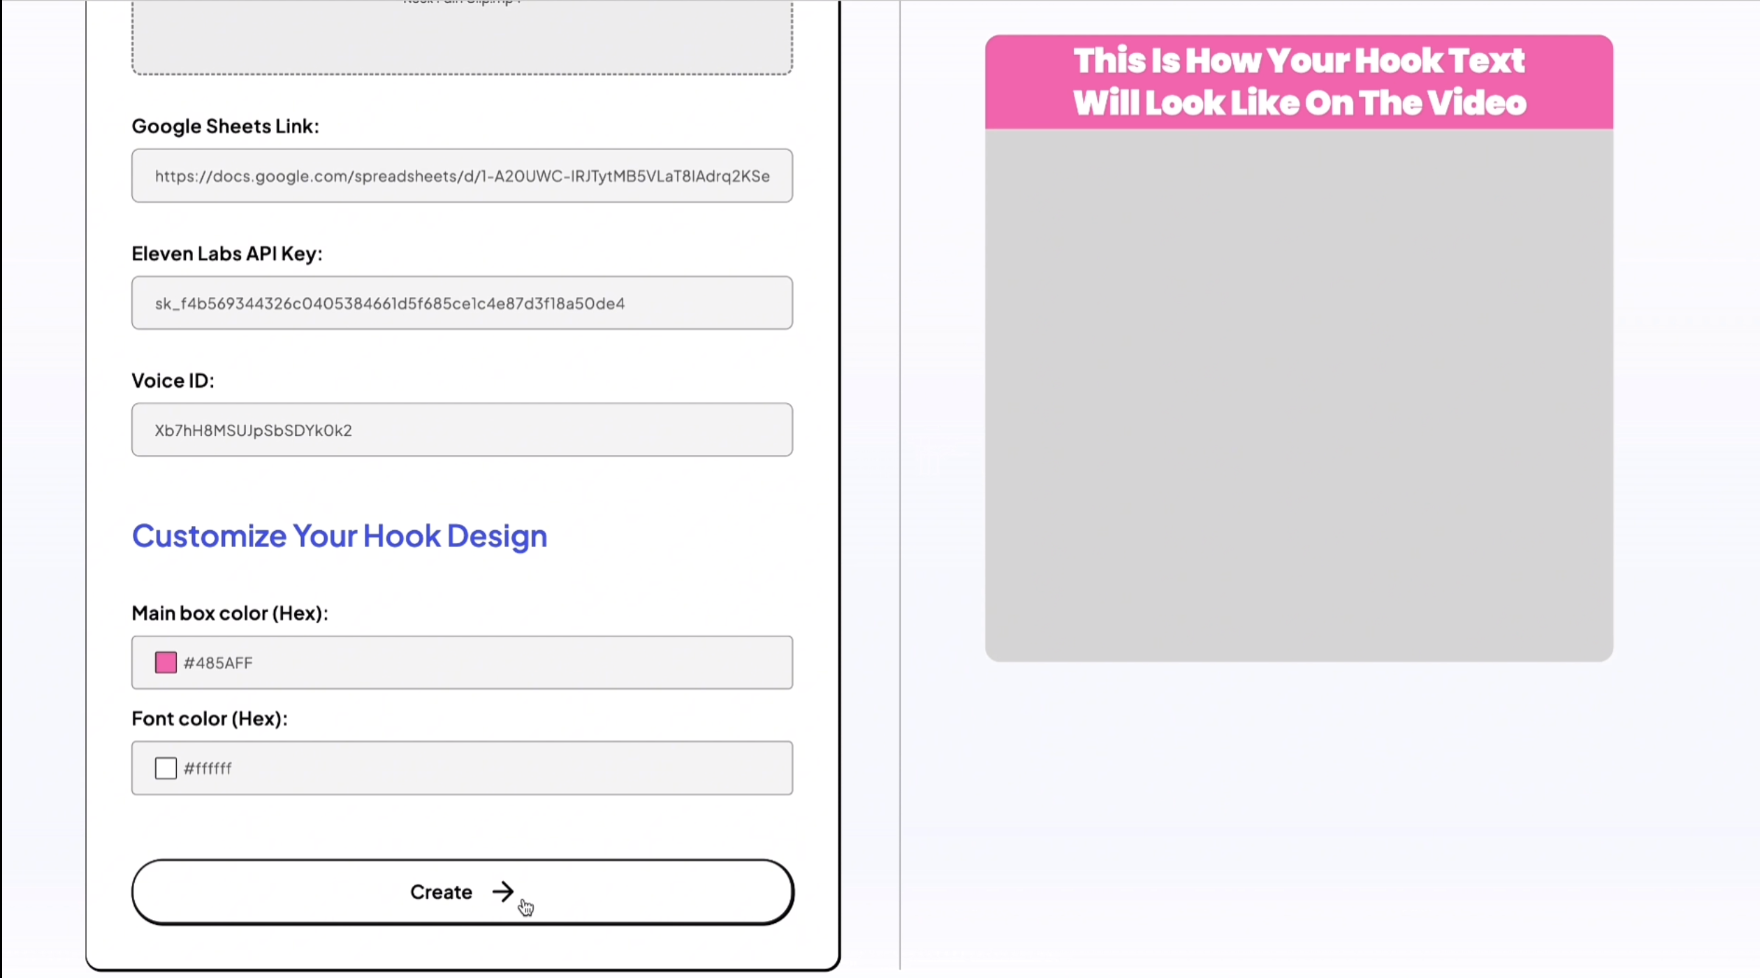 Google Sheets Link:
https://docs.google.com/spreadsheets/d/1-A20UWC-IRJTytMB5VLaT8IAdrq2KSe
Eleven Labs API Key:
sk_f4b569344326c0405384661d5f685ce1c4e87d3f18a50de4
Voice ID:
Xb7hH8MSUJpSbSDYk0k2
Customize Your Hook Design
Main box color (Hex):
#485AFF
Font color (Hex):
#ffffff
Create
This Is How Your Hook Text
Will Look Like On The Video